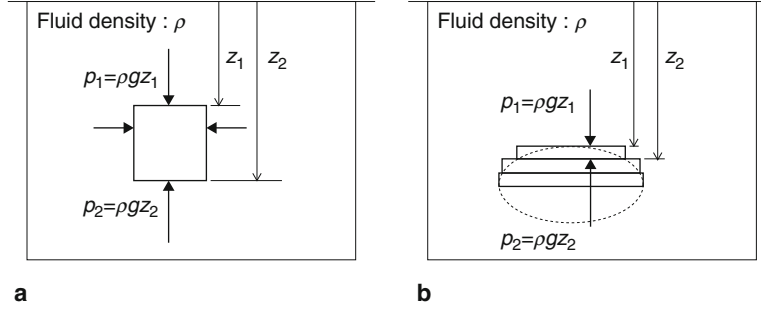 Fluid density : ρ
z1 z2
p1=ρgz1
p2=ρgz2
a
Fluid density : ρ
z1 z2
p1=ρgz1
p2=ρgz2
b